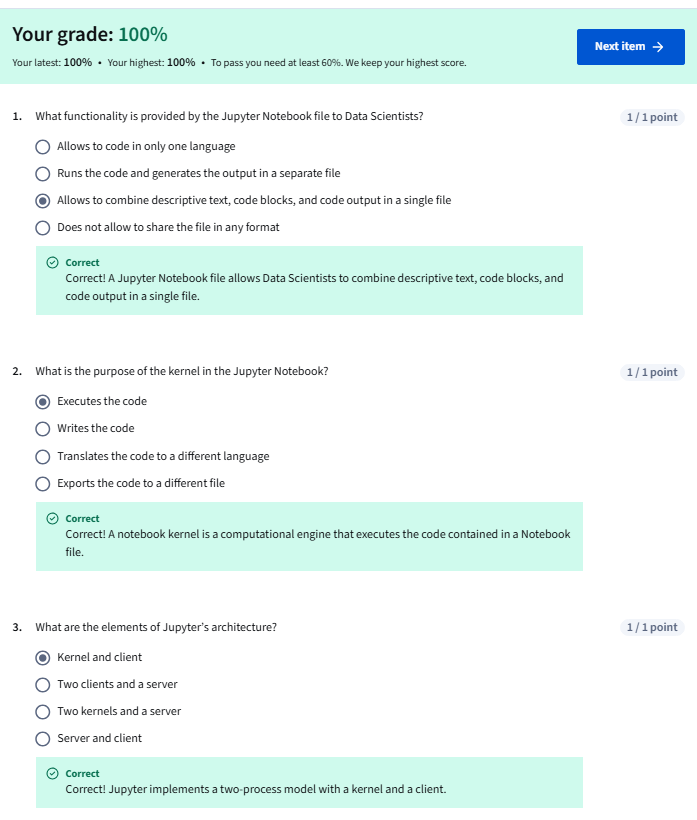 Your grade: 100%
Next item →
Your latest: 100% • Your highest: 100% • To pass you need at least 60%. We keep your highest score.
1. What functionality is provided by the Jupyter Notebook file to Data Scientists?
1 / 1 point
Allows to code in only one language
Runs the code and generates the output in a separate file
Allows to combine descriptive text, code blocks, and code output in a single file
Does not allow to share the file in any format
Correct
Correct! A Jupyter Notebook file allows Data Scientists to combine descriptive text, code blocks, and
code output in a single file.
2. What is the purpose of the kernel in the Jupyter Notebook?
1 / 1 point
Executes the code
Writes the code
Translates the code to a different language
Exports the code to a different file
Correct
Correct! A notebook kernel is a computational engine that executes the code contained in a Notebook
file.
3. What are the elements of Jupyter’s architecture?
1 / 1 point
Kernel and client
Two clients and a server
Two kernels and a server
Server and client
Correct
Correct! Jupyter implements a two-process model with a kernel and a client.